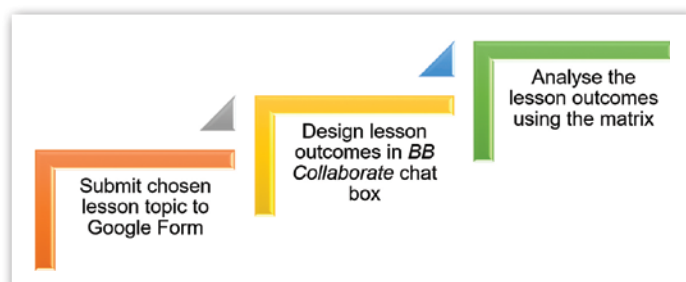 Submit chosen
lesson topic to
Google Form
Design lesson
outcomes in BB
Collaborate chat
box
Analyse the
lesson outcomes
using the matrix